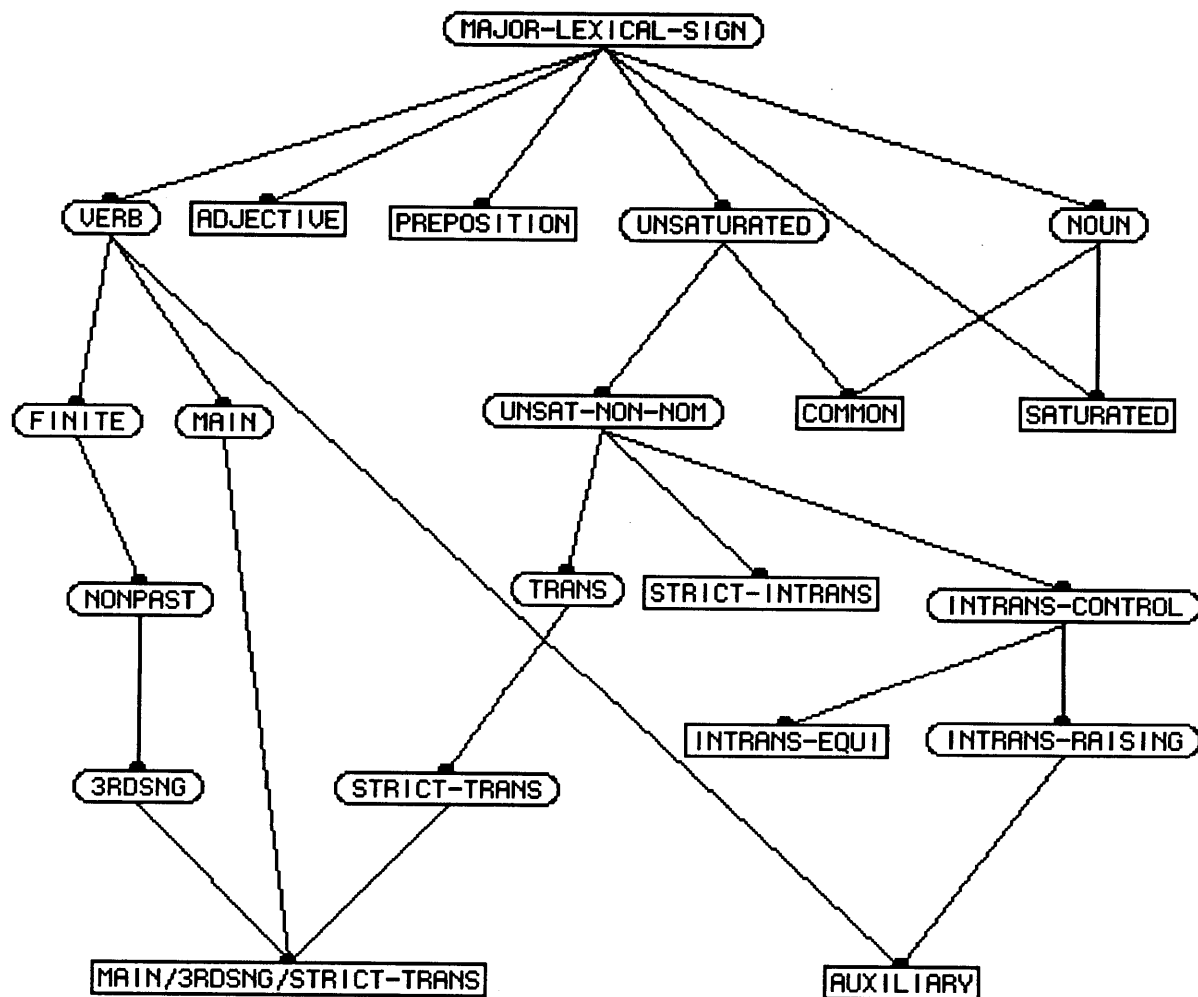 MAJOR-LEXICAL-SIGN
VERB
ADJECTIVE
PREPOSITION
UNSATURATED
NOUN
FINITE
MAIN
UNSAT-NON-NOM
COMMON
SATURATED
NONPAST
TRANS
STRICT-INTRANS
INTRANS-CONTROL
INTRANS-EQUI
INTRANS-RAISING
3RDSNG
STRICT-TRANS
MAIN/3RDSNG/STRICT-TRANS
AUXILIARY